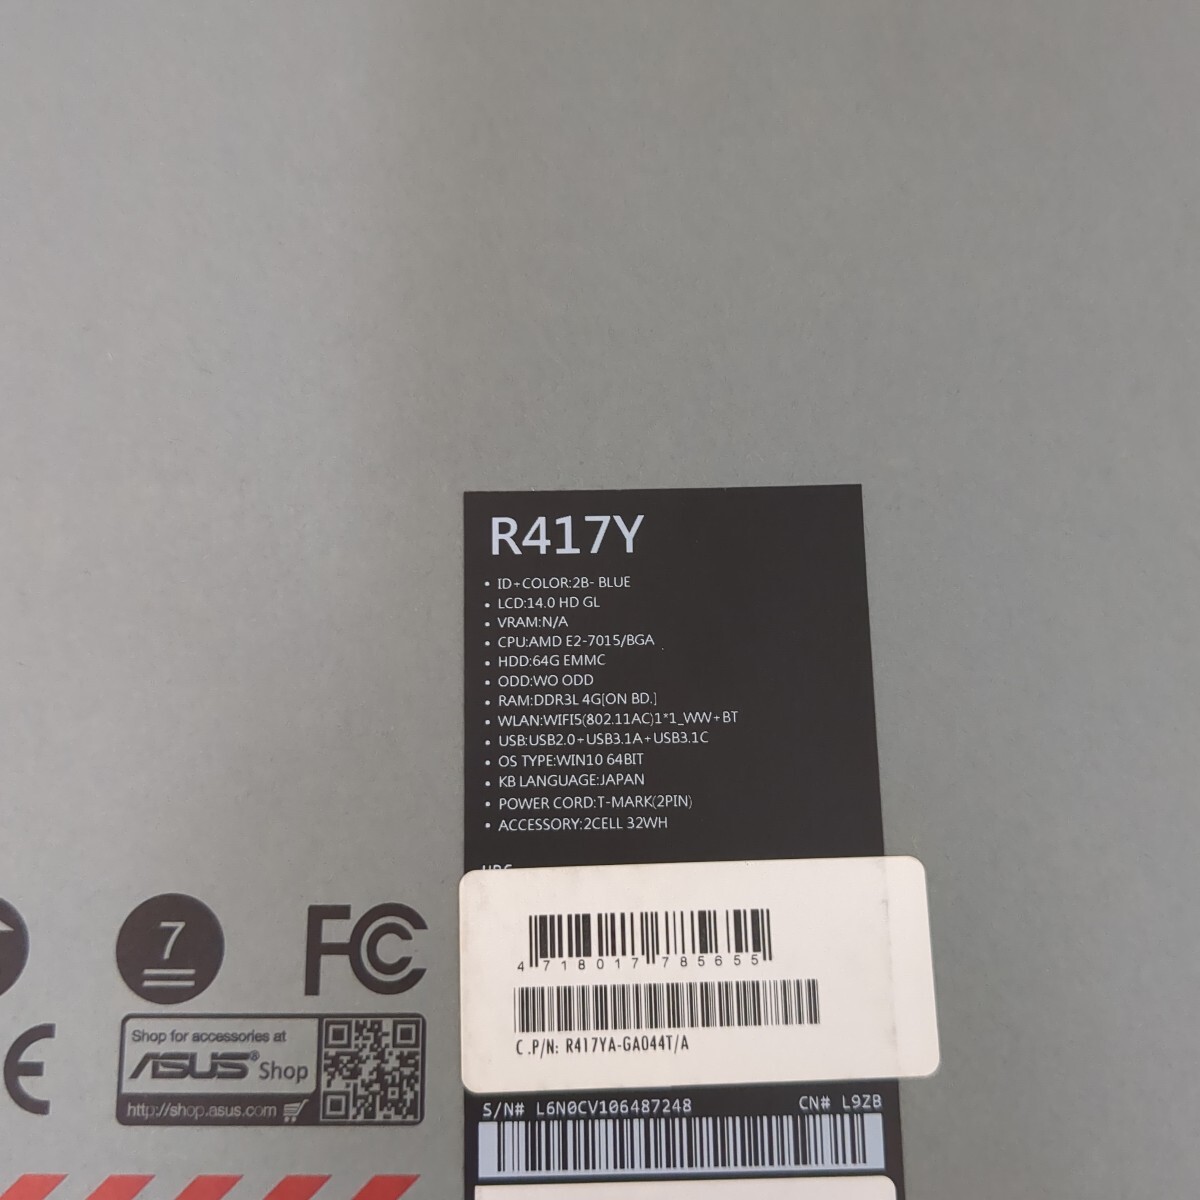 R417Y
• ID+COLOR:2B- BLUE
• LCD:14.0 HD GL
• VRAM:N/A
• CPU:AMD E2-7015/BGA
• HDD:64G EMMC
• ODD:WO ODD
• RAM:DDR3L 4G[ON BD.]
• WLAN:WIFI5(802.11AC)1*1_WW+BT
• USB:USB2.0+USB3.1A+USB3.1C
• OS TYPE:WIN10 64BIT
• KB LANGUAGE:JAPAN
• POWER CORD:T-MARK(2PIN)
• ACCESSORY:2CELL 32WH
4 718017 785655
C.P/N: R417YA-GA044T/A
S/N# L6N0CV106487248 CN# L9ZB
7
FC
CE
Shop for accessories at
ASUS® Shop
http://shop.asus.com